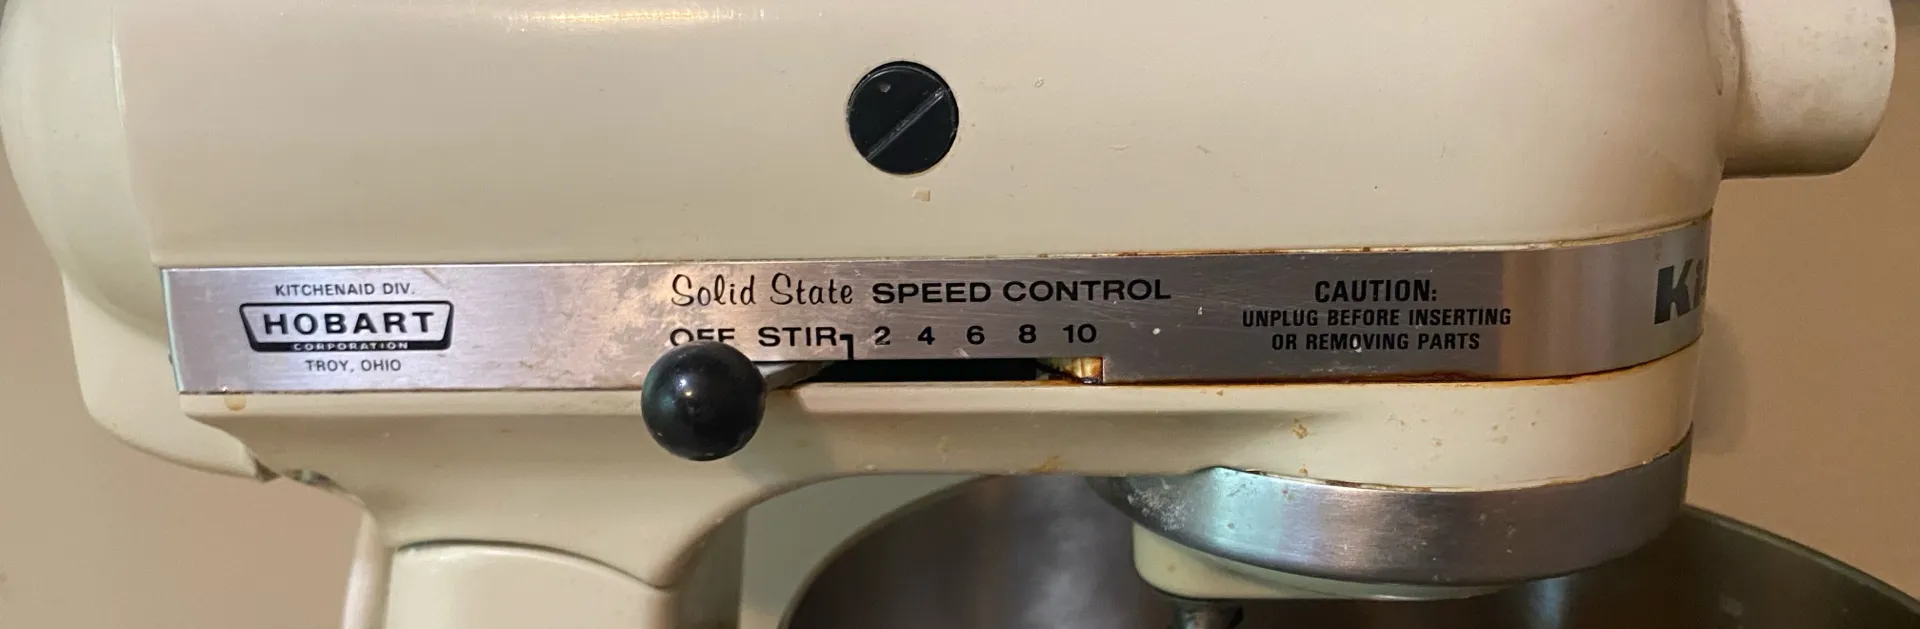 KITCHENAID DIV.
HOBART
CORPORATION
TROY, OHIO
Solid State SPEED CONTROL
OFF STIR 2 4 6 8 10
CAUTION:
UNPLUG BEFORE INSERTING
OR REMOVING PARTS
Ki